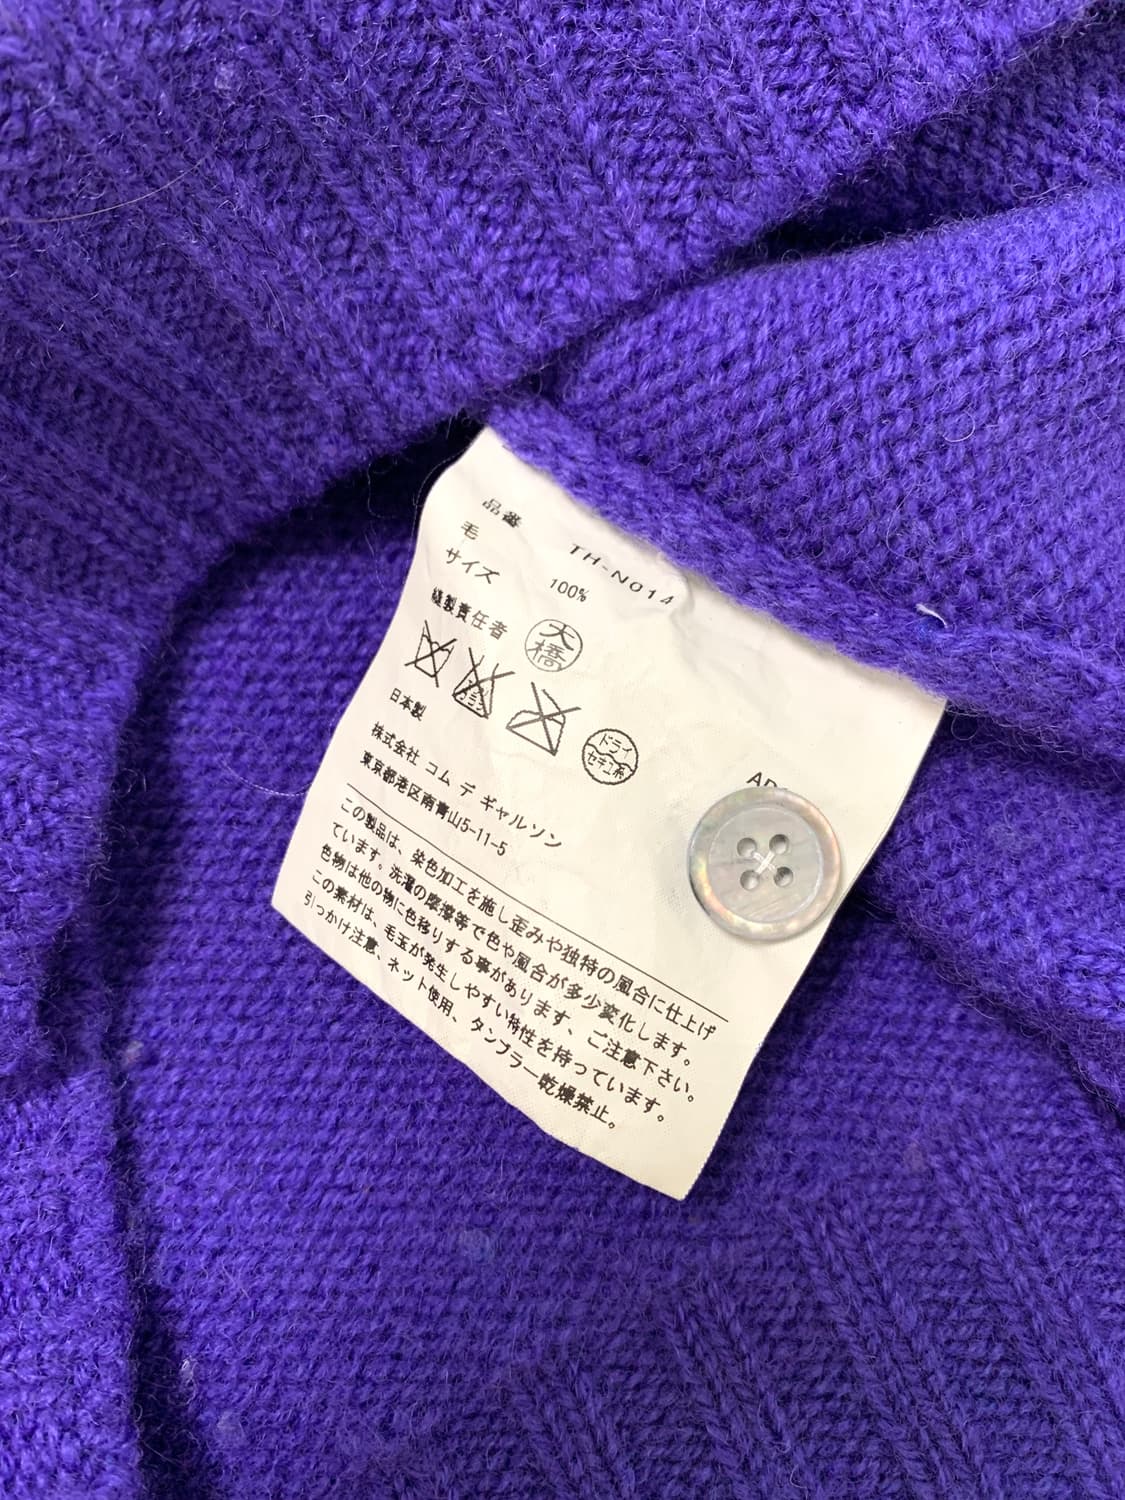 品番 TH-N014
毛 100%
サイズ
縫製責任者 大橋
エンソ
サラシ
ドライ
セキユ系
日本製
AD
株式会社 コム デ ギャルソン
東京都港区南青山5-11-5
この製品は、染色加工を施し歪みや独特の風合に仕上げ
ています。洗濯の摩擦等で色や風合が多少変化します。
色物は他の物に色移りする事があります、ご注意下さい。
この素材は、毛玉が発生しやすい特性を持っています。
引っかけ注意、ネット使用、タンブラー乾燥禁止。